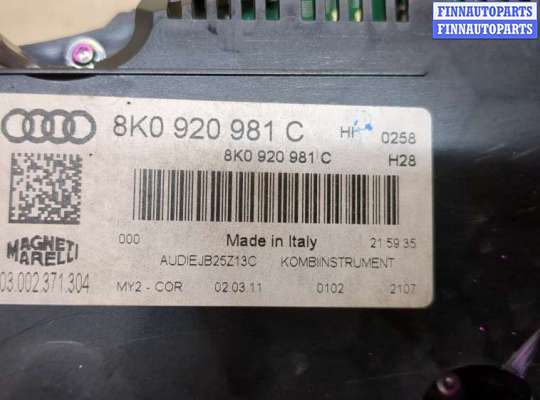 FINNAUTOPARTS
FINNAUTOPARTS
8K0 920 981 C 0258
8K0 920 981 C H28
000 Made in Italy 21 59 35
MAGNETI
MARELLI
AUDIEJB25Z13C KOMBIINSTRUMENT
03.002.371.304
MY2 - COR 02.03.11 0102 2107